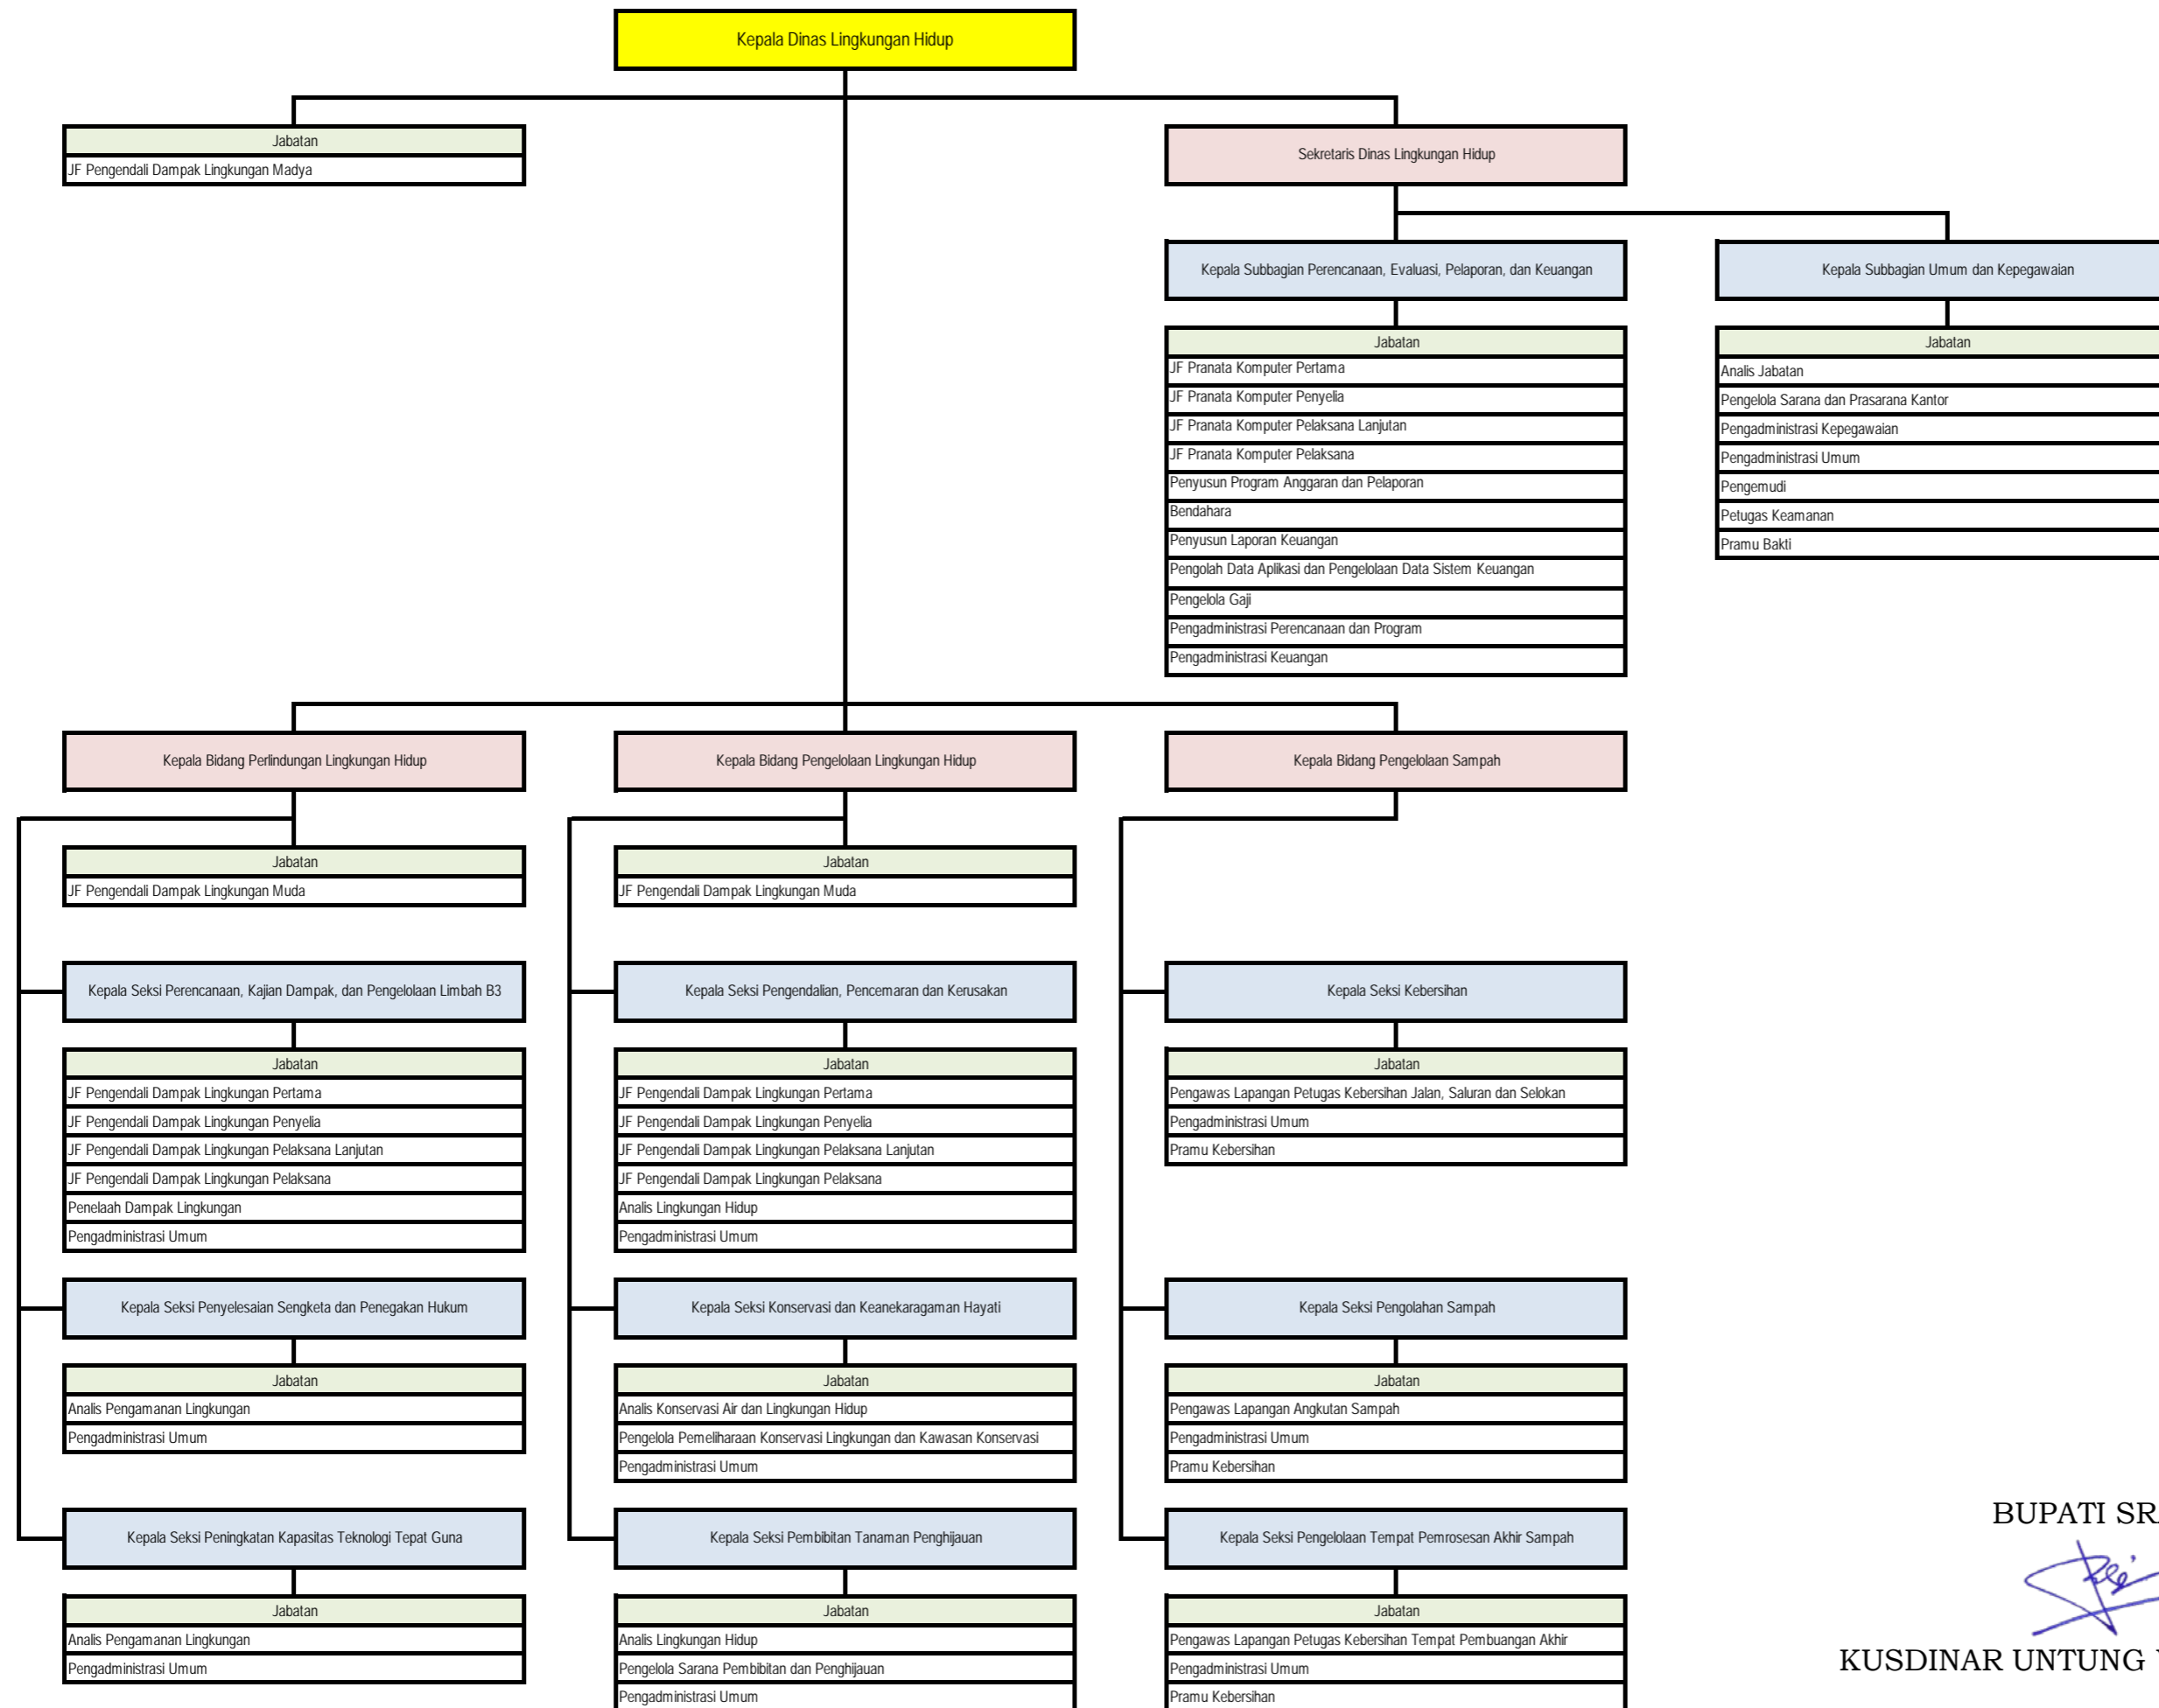 Kepala Dinas Lingkungan Hidup
Jabatan
JF Pengendali Dampak Lingkungan Madya
Sekretaris Dinas Lingkungan Hidup
Kepala Subbagian Perencanaan, Evaluasi, Pelaporan, dan Keuangan
Jabatan
JF Pranata Komputer Pertama
JF Pranata Komputer Penyelia
JF Pranata Komputer Pelaksana Lanjutan
JF Pranata Komputer Pelaksana
Penyusun Program Anggaran dan Pelaporan
Bendahara
Penyusun Laporan Keuangan
Pengolah Data Aplikasi dan Pengelolaan Data Sistem Keuangan
Pengelola Gaji
Pengadministrasi Perencanaan dan Program
Pengadministrasi Keuangan
Kepala Subbagian Umum dan Kepegawaian
Jabatan
Analis Jabatan
Pengelola Sarana dan Prasarana Kantor
Pengadministrasi Kepegawaian
Pengadministrasi Umum
Pengemudi
Petugas Keamanan
Pramu Bakti
Kepala Bidang Perlindungan Lingkungan Hidup
Jabatan
JF Pengendali Dampak Lingkungan Muda
Kepala Seksi Perencanaan, Kajian Dampak, dan Pengelolaan Limbah B3
Jabatan
JF Pengendali Dampak Lingkungan Pertama
JF Pengendali Dampak Lingkungan Penyelia
JF Pengendali Dampak Lingkungan Pelaksana Lanjutan
JF Pengendali Dampak Lingkungan Pelaksana
Penelaah Dampak Lingkungan
Pengadministrasi Umum
Kepala Seksi Penyelesaian Sengketa dan Penegakan Hukum
Jabatan
Analis Pengamanan Lingkungan
Pengadministrasi Umum
Kepala Seksi Peningkatan Kapasitas Teknologi Tepat Guna
Jabatan
Analis Pengamanan Lingkungan
Pengadministrasi Umum
Kepala Bidang Pengelolaan Lingkungan Hidup
Jabatan
JF Pengendali Dampak Lingkungan Muda
Kepala Seksi Pengendalian, Pencemaran dan Kerusakan
Jabatan
JF Pengendali Dampak Lingkungan Pertama
JF Pengendali Dampak Lingkungan Penyelia
JF Pengendali Dampak Lingkungan Pelaksana Lanjutan
JF Pengendali Dampak Lingkungan Pelaksana
Analis Lingkungan Hidup
Pengadministrasi Umum
Kepala Seksi Konservasi dan Keanekaragaman Hayati
Jabatan
Analis Konservasi Air dan Lingkungan Hidup
Pengelola Pemeliharaan Konservasi Lingkungan dan Kawasan Konservasi
Pengadministrasi Umum
Kepala Seksi Pembibitan Tanaman Penghijauan
Jabatan
Analis Lingkungan Hidup
Pengelola Sarana Pembibitan dan Penghijauan
Pengadministrasi Umum
Kepala Bidang Pengelolaan Sampah
Kepala Seksi Kebersihan
Jabatan
Pengawas Lapangan Petugas Kebersihan Jalan, Saluran dan Selokan
Pengadministrasi Umum
Pramu Kebersihan
Kepala Seksi Pengolahan Sampah
Jabatan
Pengawas Lapangan Angkutan Sampah
Pengadministrasi Umum
Pramu Kebersihan
Kepala Seksi Pengelolaan Tempat Pemrosesan Akhir Sampah
Jabatan
Pengawas Lapangan Petugas Kebersihan Tempat Pembuangan Akhir
Pengadministrasi Umum
Pramu Kebersihan
BUPATI SR
KUSDINAR UNTUNG